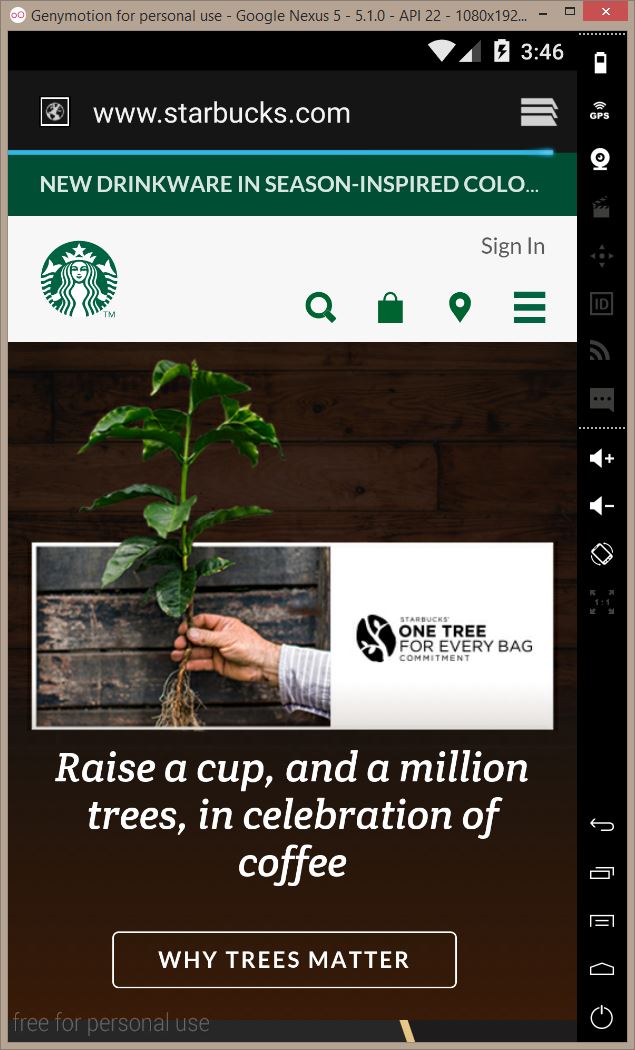 Genymotion for personal use - Google Nexus 5 - 5.1.0 - API 22 - 1080x192...
3:46
www.starbucks.com
GPS
NEW DRINKWARE IN SEASON-INSPIRED COLO...
Sign In
TM
ID
1:1
STARBUCKS'
ONE TREE
FOR EVERY BAG
COMMITMENT
Raise a cup, and a million
trees, in celebration of
coffee
WHY TREES MATTER
free for personal use